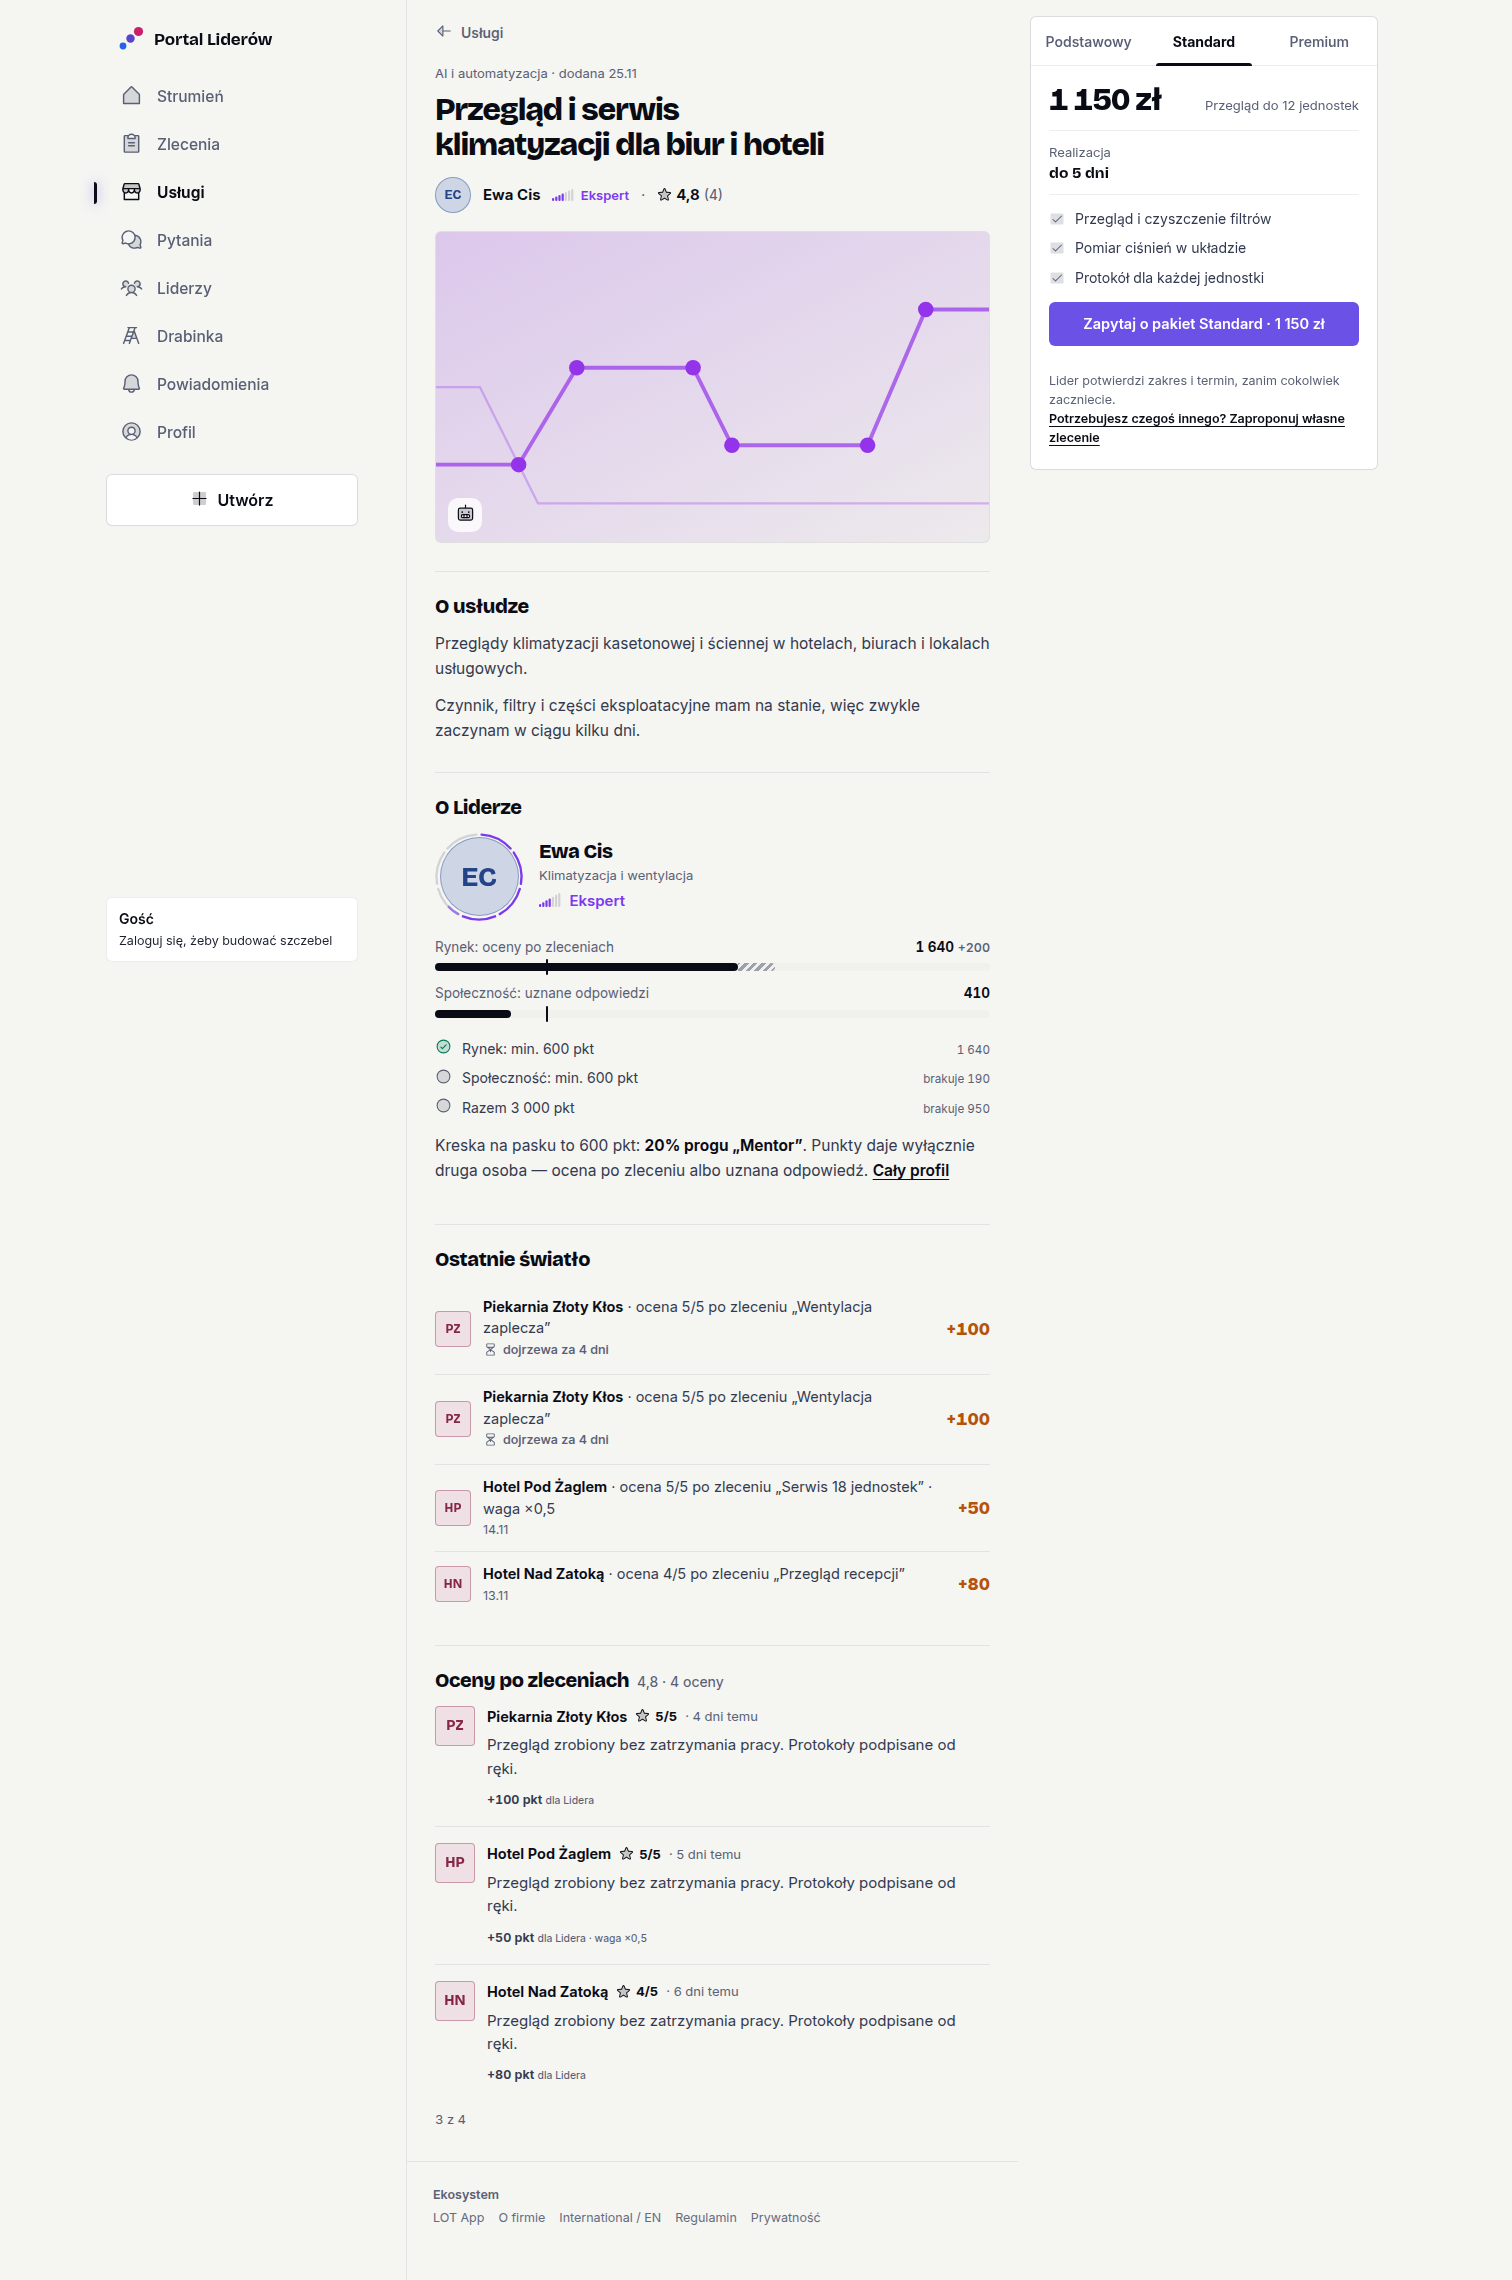 Portal Liderów
Strumień
Zlecenia
Usługi
Pytania
Liderzy
Drabinka
Powiadomienia
Profil
Utwórz
Gość
Zaloguj się, żeby budować szczebel
Usługi
AI i automatyzacja · dodana 25.11
Przegląd i serwis
klimatyzacji dla biur i hoteli
EC Ewa Cis Ekspert · 4,8 (4)
O usłudze
Przeglądy klimatyzacji kasetonowej i ściennej w hotelach, biurach i lokalach
usługowych.
Czynnik, filtry i części eksploatacyjne mam na stanie, więc zwykle
zaczynam w ciągu kilku dni.
O Liderze
EC
Ewa Cis
Klimatyzacja i wentylacja
Ekspert
Rynek: oceny po zleceniach 1 640 +200
Społeczność: uznane odpowiedzi 410
Rynek: min. 600 pkt 1 640
Społeczność: min. 600 pkt brakuje 190
Razem 3 000 pkt brakuje 950
Kreska na pasku to 600 pkt: 20% progu „Mentor”. Punkty daje wyłącznie
druga osoba — ocena po zleceniu albo uznana odpowiedź. Cały profil
Ostatnie światło
PZ Piekarnia Złoty Kłos · ocena 5/5 po zleceniu „Wentylacja
zaplecza” +100
dojrzewa za 4 dni
PZ Piekarnia Złoty Kłos · ocena 5/5 po zleceniu „Wentylacja
zaplecza” +100
dojrzewa za 4 dni
HP Hotel Pod Żaglem · ocena 5/5 po zleceniu „Serwis 18 jednostek” ·
waga ×0,5 +50
14.11
HN Hotel Nad Zatoką · ocena 4/5 po zleceniu „Przegląd recepcji” +80
13.11
Oceny po zleceniach 4,8 · 4 oceny
PZ Piekarnia Złoty Kłos 5/5 · 4 dni temu
Przegląd zrobiony bez zatrzymania pracy. Protokoły podpisane od
ręki.
+100 pkt dla Lidera
HP Hotel Pod Żaglem 5/5 · 5 dni temu
Przegląd zrobiony bez zatrzymania pracy. Protokoły podpisane od
ręki.
+50 pkt dla Lidera · waga ×0,5
HN Hotel Nad Zatoką 4/5 · 6 dni temu
Przegląd zrobiony bez zatrzymania pracy. Protokoły podpisane od
ręki.
+80 pkt dla Lidera
3 z 4
Ekosystem
LOT App O firmie International / EN Regulamin Prywatność
Podstawowy Standard Premium
1 150 zł Przegląd do 12 jednostek
Realizacja
do 5 dni
Przegląd i czyszczenie filtrów
Pomiar ciśnień w układzie
Protokół dla każdej jednostki
Zapytaj o pakiet Standard · 1 150 zł
Lider potwierdzi zakres i termin, zanim cokolwiek
zaczniecie.
Potrzebujesz czegoś innego? Zaproponuj własne
zlecenie